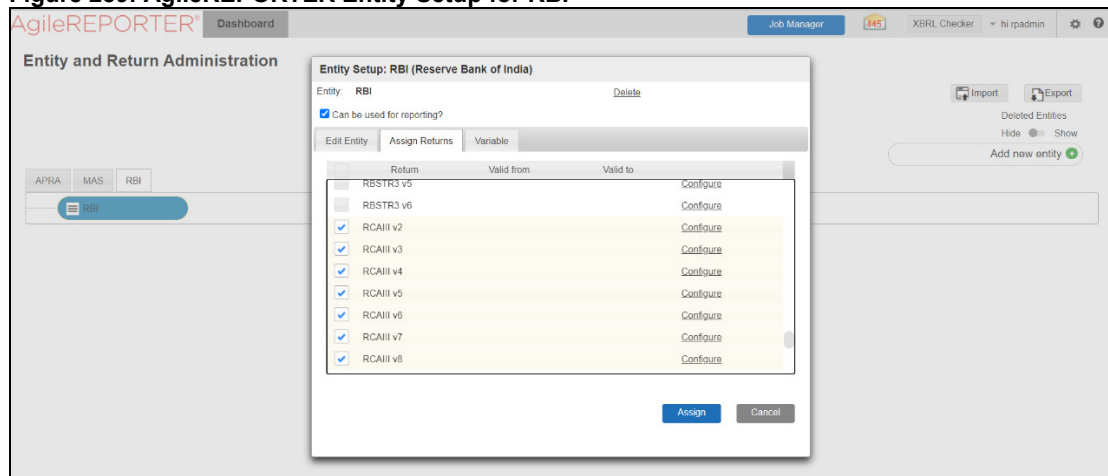 AgileREPORTER® Dashboard Job Manager 445 XBRL Checker hi rpadmin
Entity and Return Administration
Import Export
Deleted Entities
Hide Show
Add new entity
APRA MAS RBI
RBI
Entity Setup: RBI (Reserve Bank of India)
Entity: RBI Delete
Can be used for reporting?
Edit Entity Assign Returns Variable
Return Valid from Valid to
RBSTR3 v5 Configure
RBSTR3 v6 Configure
RCAIII v2 Configure
RCAIII v3 Configure
RCAIII v4 Configure
RCAIII v5 Configure
RCAIII v6 Configure
RCAIII v7 Configure
RCAIII v8 Configure
Assign Cancel